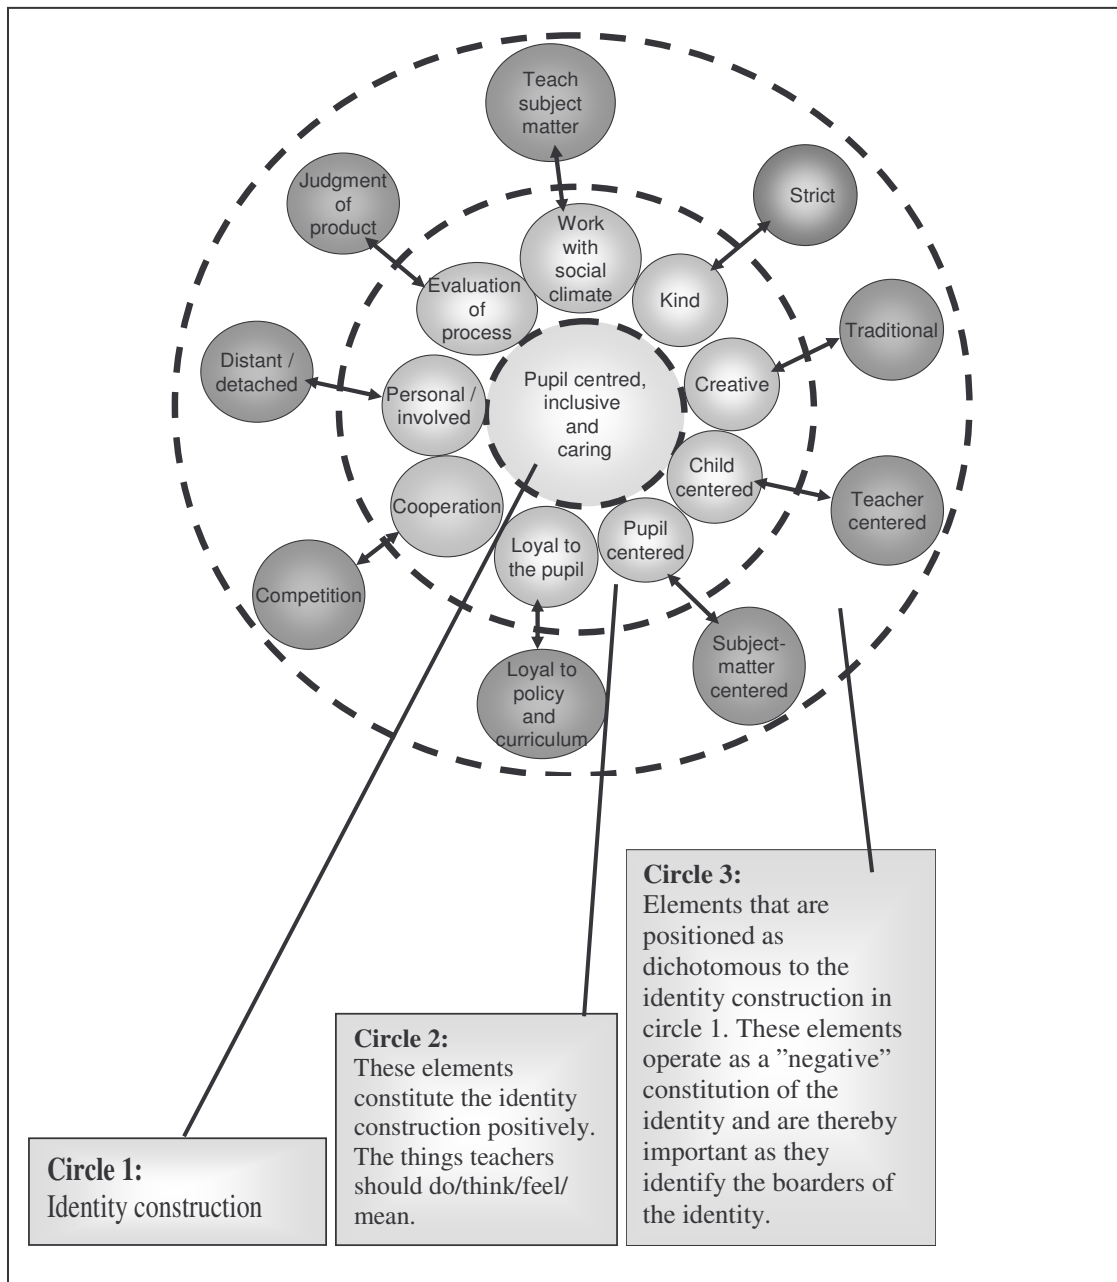 Teach
subject
matter
Judgment
of
product
Strict
Work
with
social
climate
Evaluation
of
process
Kind
Traditional
Distant /
detached
Personal /
involved
Pupil centred,
inclusive
and
caring
Creative
Child
centered
Teacher
centered
Cooperation
Loyal to
the pupil
Pupil
centered
Competition
Loyal to
policy
and
curriculum
Subject-
matter
centered
Circle 1:
Identity construction
Circle 2:
These elements
constitute the identity
construction positively.
The things teachers
should do/think/feel/
mean.
Circle 3:
Elements that are
positioned as
dichotomous to the
identity construction in
circle 1. These elements
operate as a ”negative”
constitution of the
identity and are thereby
important as they
identify the boarders of
the identity.